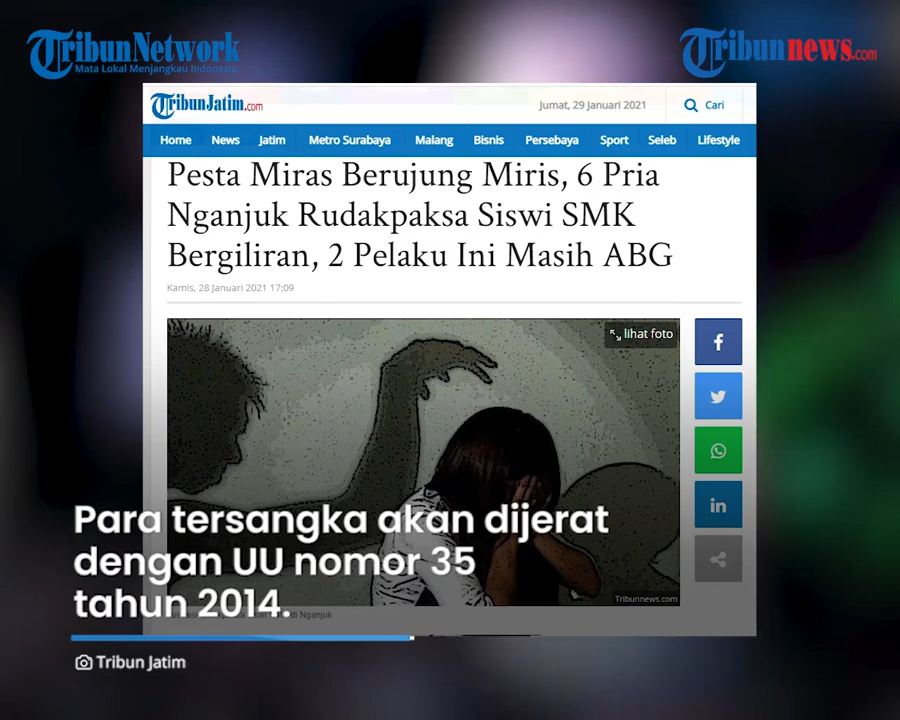 TribunNetwork
Mata Lokal Menjangkau Indonesia
Tribunnews.com
TribunJatim.com
Jumat, 29 Januari 2021
Cari
Home News Jatim Metro Surabaya Malang Bisnis Persebaya Sport Seleb Lifestyle
Pesta Miras Berujung Miris, 6 Pria
Nganjuk Rudakpaksa Siswi SMK
Bergiliran, 2 Pelaku Ini Masih ABG
Kamis, 28 Januari 2021 17:09
lihat foto
Para tersangka akan dijerat
dengan UU nomor 35
tahun 2014.
Tribunnews.com
di Nganjuk
Tribun Jatim